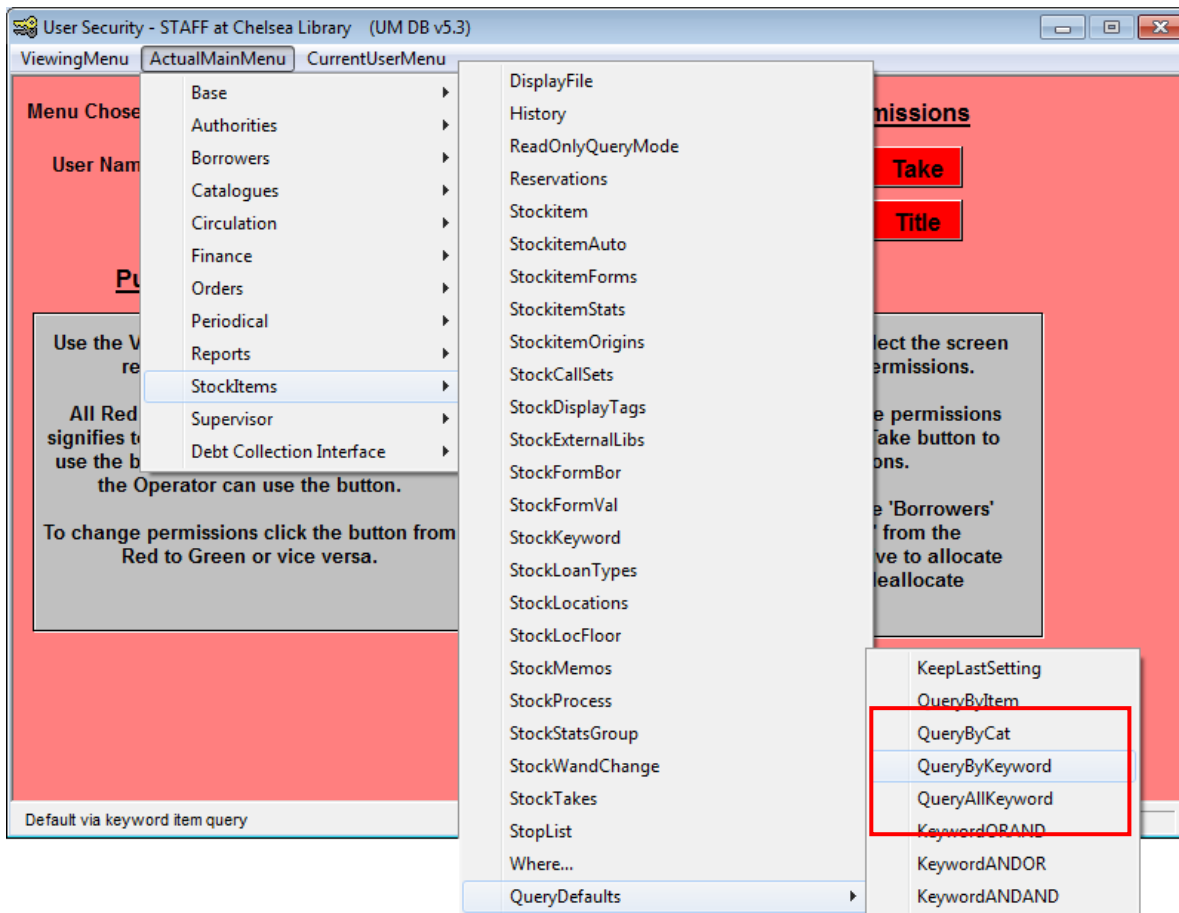 User Security - STAFF at Chelsea Library (UM DB v5.3)
ViewingMenu ActualMainMenu CurrentUserMenu
Menu Chose
User Nam
Pu
Use the V
re
All Red
signifies t
use the b
the Operator can use the button.
To change permissions click the button from
Red to Green or vice versa.
Base
Authorities
Borrowers
Catalogues
Circulation
Finance
Orders
Periodical
Reports
StockItems
Supervisor
Debt Collection Interface
DisplayFile
History
ReadOnlyQueryMode
Reservations
Stockitem
StockitemAuto
StockitemForms
StockitemStats
StockitemOrigins
StockCallSets
StockDisplayTags
StockExternalLibs
StockFormBor
StockFormVal
StockKeyword
StockLoanTypes
StockLocations
StockLocFloor
StockMemos
StockProcess
StockStatsGroup
StockWandChange
StockTakes
StopList
Where...
QueryDefaults
missions
Take
Title
lect the screen
ermissions.
e permissions
Take button to
ons.
e 'Borrowers'
' from the
ve to allocate
leallocate
KeepLastSetting
QueryByItem
QueryByCat
QueryByKeyword
QueryAllKeyword
KeywordORAND
KeywordANDOR
KeywordANDAND
Default via keyword item query